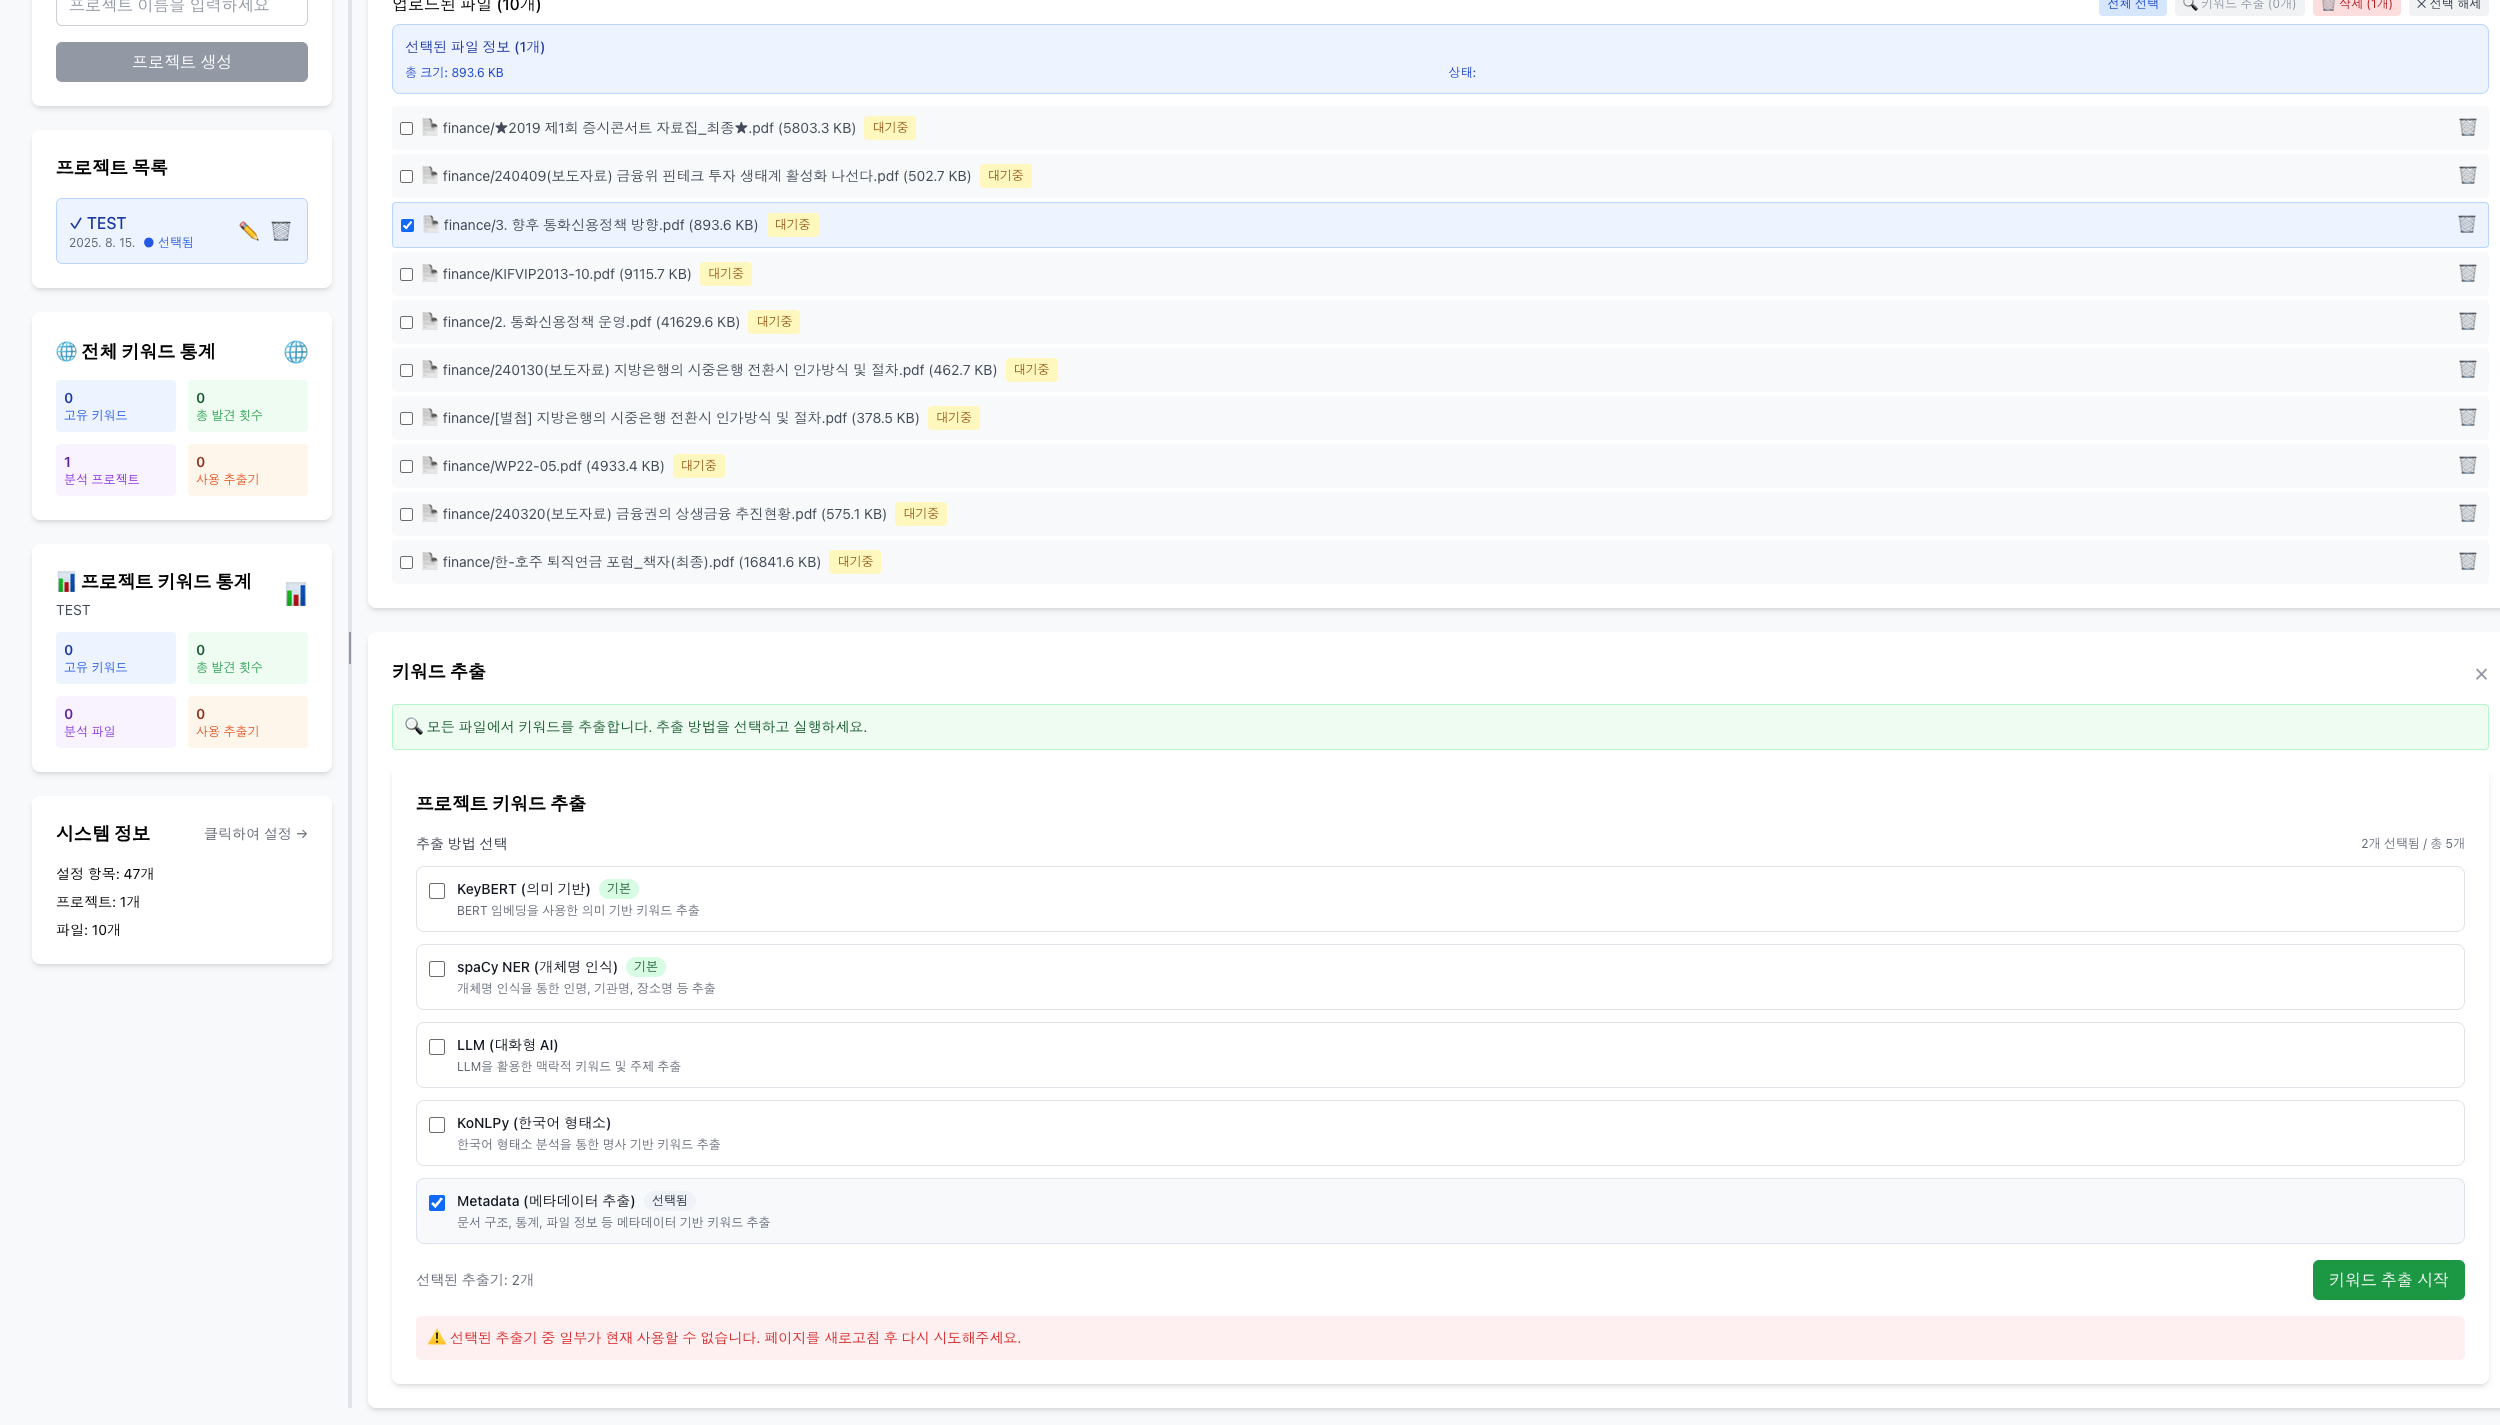 프로젝트 이름을 입력하세요
프로젝트 생성
프로젝트 목록
✓ TEST
2025. 8. 15. ● 선택됨
전체 키워드 통계
0
고유 키워드
0
총 발견 횟수
1
분석 프로젝트
0
사용 추출기
프로젝트 키워드 통계
TEST
0
고유 키워드
0
총 발견 횟수
0
분석 파일
0
사용 추출기
시스템 정보
클릭하여 설정 →
설정 항목: 47개
프로젝트: 1개
파일: 10개
업로드된 파일 (10개)
전체 선택
키워드 추출 (0개)
삭제 (1개)
✕ 선택 해제
선택된 파일 정보 (1개)
총 크기: 893.6 KB
상태:
finance/★2019 제1회 증시콘서트 자료집_최종★.pdf (5803.3 KB) 대기중
finance/240409(보도자료) 금융위 핀테크 투자 생태계 활성화 나선다.pdf (502.7 KB) 대기중
finance/3. 향후 통화신용정책 방향.pdf (893.6 KB) 대기중
finance/KIFVIP2013-10.pdf (9115.7 KB) 대기중
finance/2. 통화신용정책 운영.pdf (41629.6 KB) 대기중
finance/240130(보도자료) 지방은행의 시중은행 전환시 인가방식 및 절차.pdf (462.7 KB) 대기중
finance/[별첨] 지방은행의 시중은행 전환시 인가방식 및 절차.pdf (378.5 KB) 대기중
finance/WP22-05.pdf (4933.4 KB) 대기중
finance/240320(보도자료) 금융권의 상생금융 추진현황.pdf (575.1 KB) 대기중
finance/한-호주 퇴직연금 포럼_책자(최종).pdf (16841.6 KB) 대기중
키워드 추출
✕
모든 파일에서 키워드를 추출합니다. 추출 방법을 선택하고 실행하세요.
프로젝트 키워드 추출
추출 방법 선택
2개 선택됨 / 총 5개
KeyBERT (의미 기반) 기본
BERT 임베딩을 사용한 의미 기반 키워드 추출
spaCy NER (개체명 인식) 기본
개체명 인식을 통한 인명, 기관명, 장소명 등 추출
LLM (대화형 AI)
LLM을 활용한 맥락적 키워드 및 주제 추출
KoNLPy (한국어 형태소)
한국어 형태소 분석을 통한 명사 기반 키워드 추출
Metadata (메타데이터 추출) 선택됨
문서 구조, 통계, 파일 정보 등 메타데이터 기반 키워드 추출
선택된 추출기: 2개
키워드 추출 시작
선택된 추출기 중 일부가 현재 사용할 수 없습니다. 페이지를 새로고침 후 다시 시도해주세요.